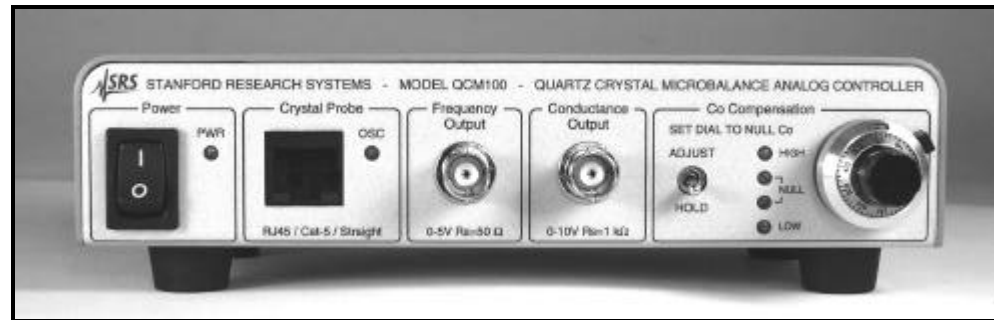 SRS STANFORD RESEARCH SYSTEMS - MODEL QCM100 - QUARTZ CRYSTAL MICROBALANCE ANALOG CONTROLLER
Power
PWR
I
O
Crystal Probe
OSC
RJ45 / Cat-5 / Straight
Frequency
Output
0-5V Rs=50 Ω
Conductance
Output
0-10V Rs=1 kΩ
Co Compensation
SET DIAL TO NULL Co
ADJUST
HOLD
HIGH
NULL
LOW